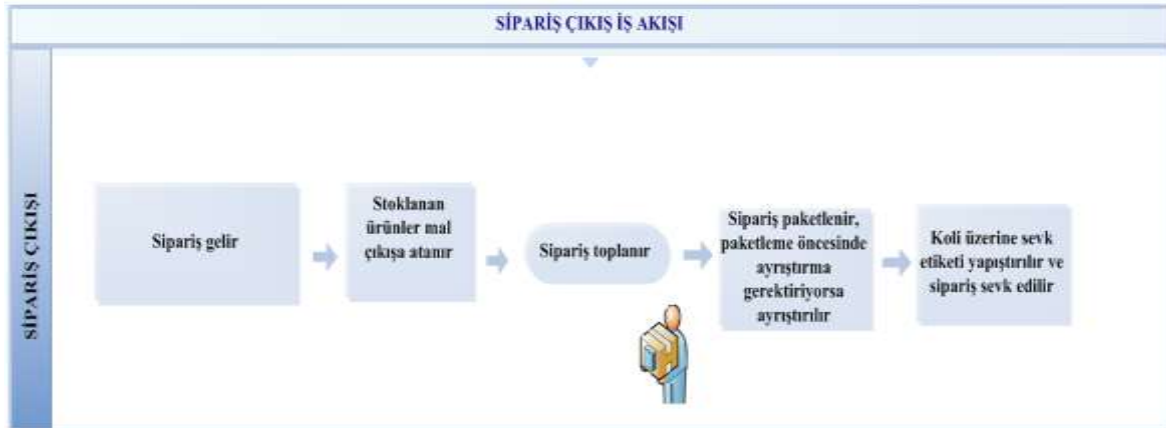 SİPARİŞ ÇIKIŞ İŞ AKIŞI
SİPARİŞ ÇIKIŞI
Sipariş gelir
Stoklanan
ürünler mal
çıkışa atanır
Sipariş toplanır
Sipariş paketlenir,
paketleme öncesinde
ayrıştırma
gerektiriyorsa
ayrıştırılır
Koli üzerine sevk
etiketi yapıştırılır ve
sipariş sevk edilir